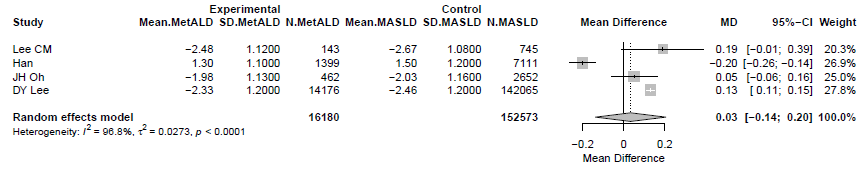 Experimental Control
Study Mean.MetALD SD.MetALD N.MetALD Mean.MASLD SD.MASLD N.MASLD Mean Difference MD 95%−CI Weight
Lee CM −2.48 1.1200 143 −2.67 1.0800 745 0.19 [−0.01; 0.39] 20.3%
Han 1.30 1.1000 1399 1.50 1.2000 7111 −0.20 [−0.26; −0.14] 26.9%
JH Oh −1.98 1.1300 462 −2.03 1.1600 2652 0.05 [−0.06; 0.16] 25.0%
DY Lee −2.33 1.2000 14176 −2.46 1.2000 142065 0.13 [ 0.11; 0.15] 27.8%
Random effects model 16180 152573 0.03 [−0.14; 0.20] 100.0%
Heterogeneity: I² = 96.8%, τ² = 0.0273, p < 0.0001
−0.2 0 0.2
Mean Difference